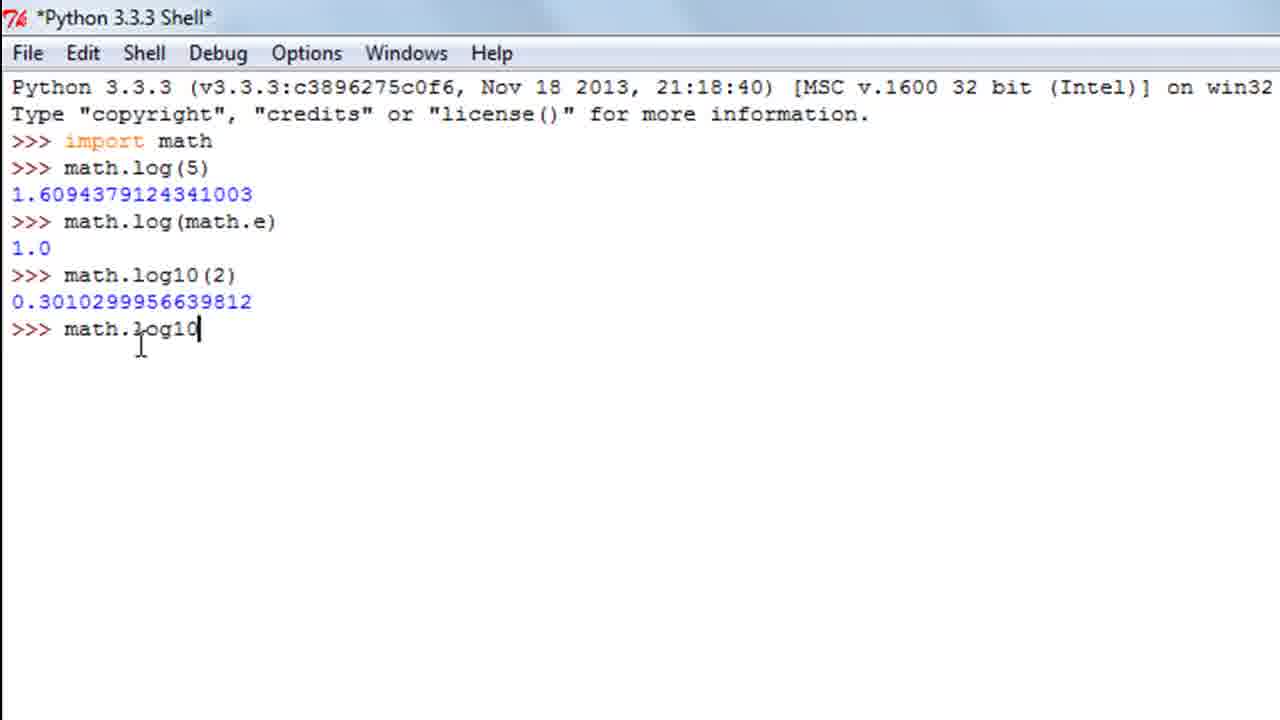 *Python 3.3.3 Shell*
File Edit Shell Debug Options Windows Help
Python 3.3.3 (v3.3.3:c3896275c0f6, Nov 18 2013, 21:18:40) [MSC v.1600 32 bit (Intel)] on win32
Type "copyright", "credits" or "license()" for more information.
>>> import math
>>> math.log(5)
1.6094379124341003
>>> math.log(math.e)
1.0
>>> math.log10(2)
0.3010299956639812
>>> math.log10